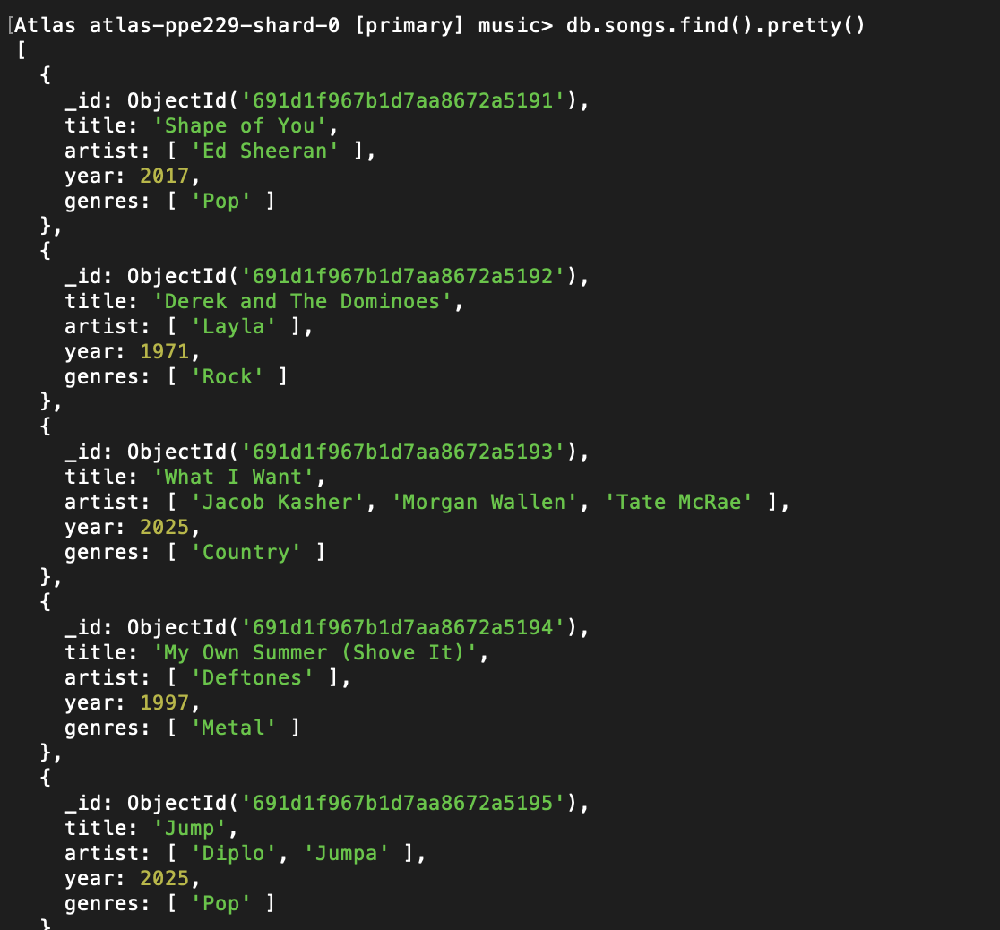 [Atlas atlas-ppe229-shard-0 [primary] music> db.songs.find().pretty()
[
  {
    _id: ObjectId('691d1f967b1d7aa8672a5191'),
    title: 'Shape of You',
    artist: [ 'Ed Sheeran' ],
    year: 2017,
    genres: [ 'Pop' ]
  },
  {
    _id: ObjectId('691d1f967b1d7aa8672a5192'),
    title: 'Derek and The Dominoes',
    artist: [ 'Layla' ],
    year: 1971,
    genres: [ 'Rock' ]
  },
  {
    _id: ObjectId('691d1f967b1d7aa8672a5193'),
    title: 'What I Want',
    artist: [ 'Jacob Kasher', 'Morgan Wallen', 'Tate McRae' ],
    year: 2025,
    genres: [ 'Country' ]
  },
  {
    _id: ObjectId('691d1f967b1d7aa8672a5194'),
    title: 'My Own Summer (Shove It)',
    artist: [ 'Deftones' ],
    year: 1997,
    genres: [ 'Metal' ]
  },
  {
    _id: ObjectId('691d1f967b1d7aa8672a5195'),
    title: 'Jump',
    artist: [ 'Diplo', 'Jumpa' ],
    year: 2025,
    genres: [ 'Pop' ]
  }